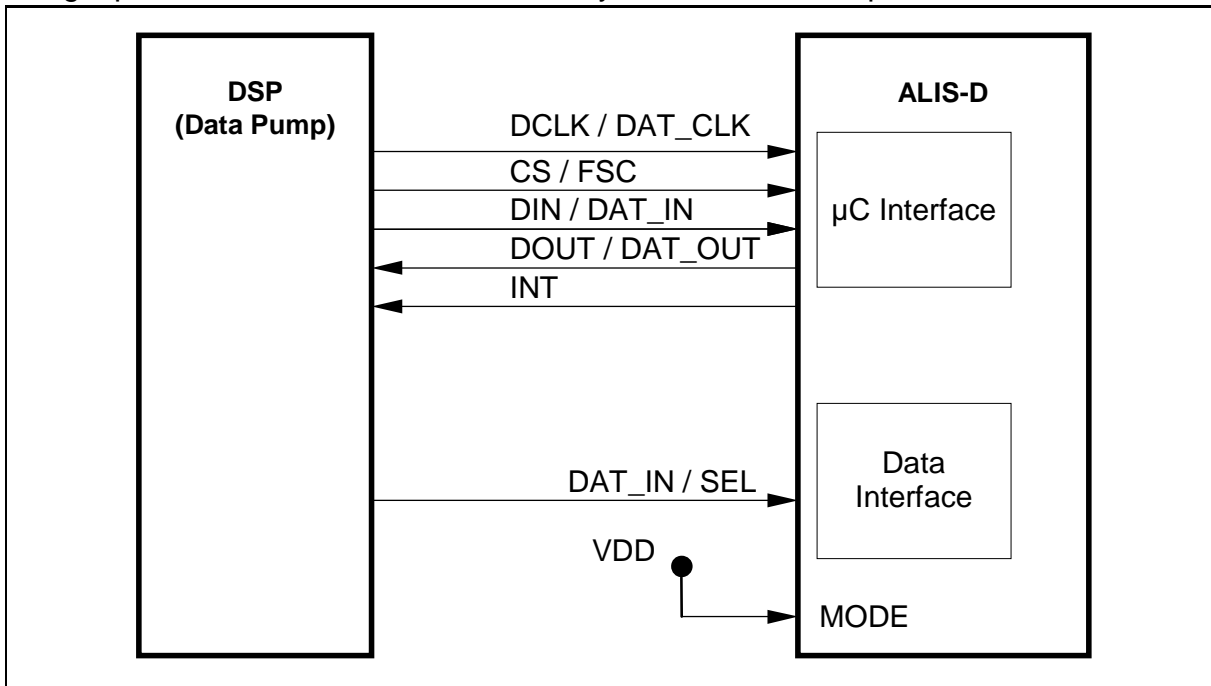 DSP
(Data Pump)
ALIS-D
DCLK / DAT_CLK
CS / FSC
DIN / DAT_IN
DOUT / DAT_OUT
INT
µC Interface
DAT_IN / SEL
Data
Interface
VDD
MODE